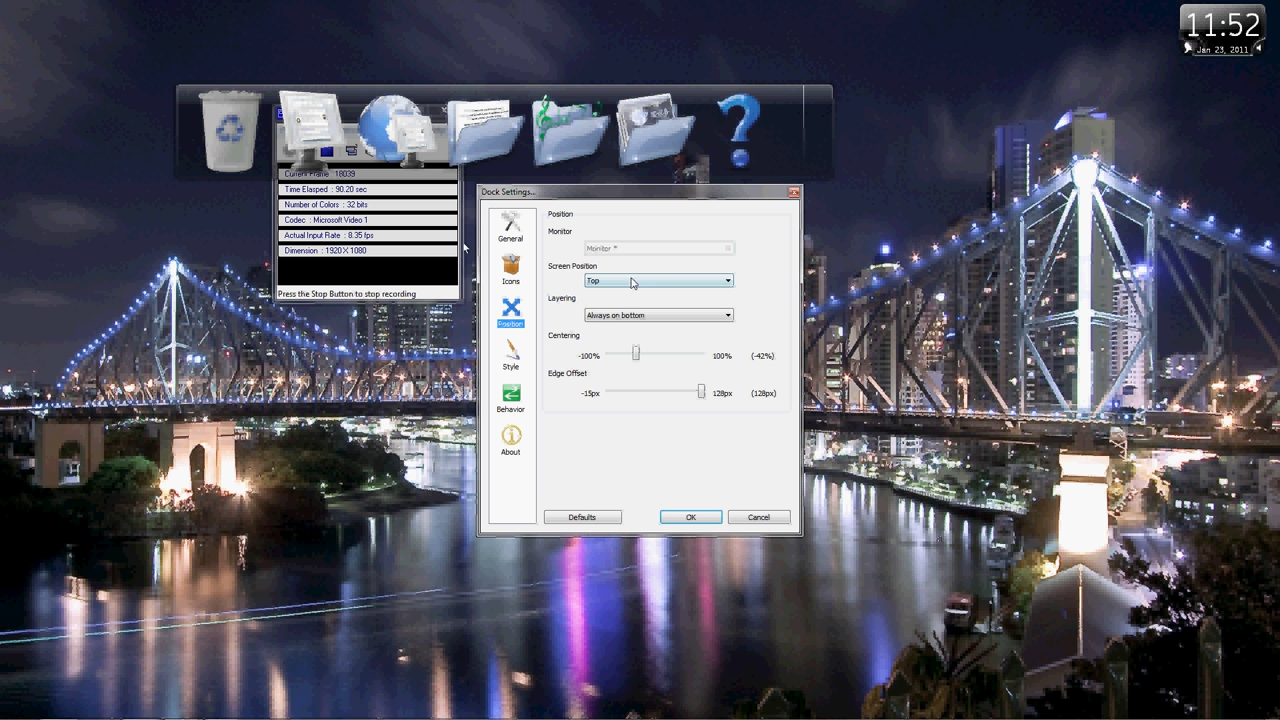 11:52
Jan 23, 2011
Current Frame : 18039
Time Elasped : 90.20 sec
Number of Colors : 32 bits
Codec : Microsoft Video 1
Actual Input Rate : 8.35 fps
Dimension : 1920 X 1080
Press the Stop Button to stop recording
Dock Settings...
General
Icons
Position
Style
Behavior
About
Position
Monitor
Monitor *
Screen Position
Top
Layering
Always on bottom
Centering
-100% 100% (-42%)
Edge Offset
-15px 128px (128px)
Defaults OK Cancel